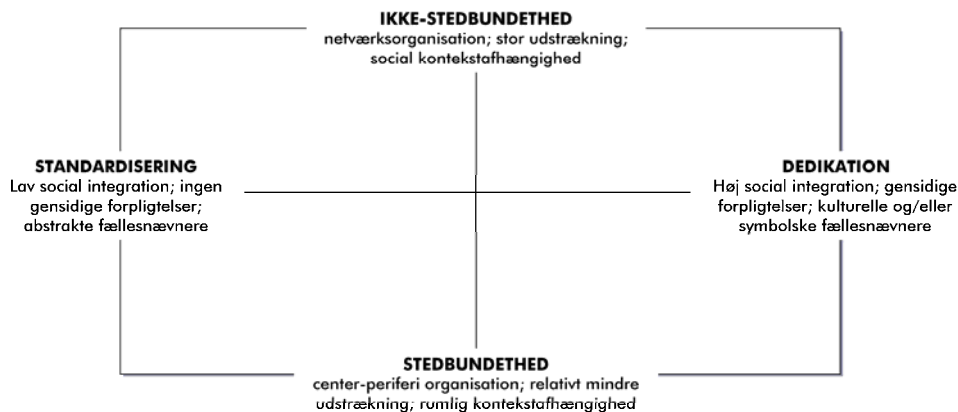 IKKE-STEDBUNDETHED
netværksorganisation; stor udstrækning;
social kontekstafhængighed
STANDARDISERING
Lav social integration; ingen
gensidige forpligtelser;
abstrakte fællesnævnere
DEDIKATION
Høj social integration; gensidige
forpligtelser; kulturelle og/eller
symbolske fællesnævnere
STEDBUNDETHED
center-periferi organisation; relativt mindre
udstrækning; rumlig kontekstafhængighed